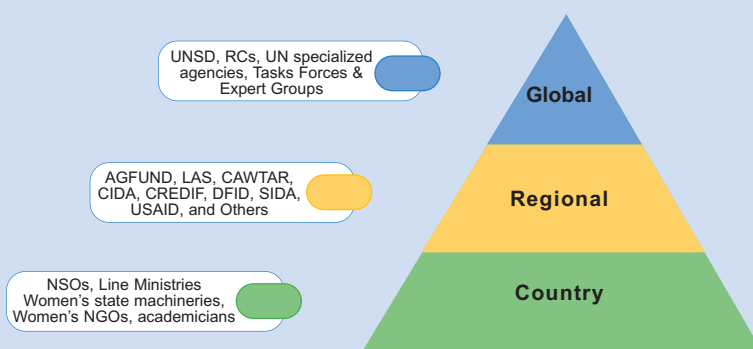 UNSD, RCs, UN specialized
agencies, Tasks Forces &
Expert Groups
Global
AGFUND, LAS, CAWTAR,
CIDA, CREDIF, DFID, SIDA,
USAID, and Others
Regional
NSOs, Line Ministries
Women's state machineries,
Women's NGOs, academicians
Country